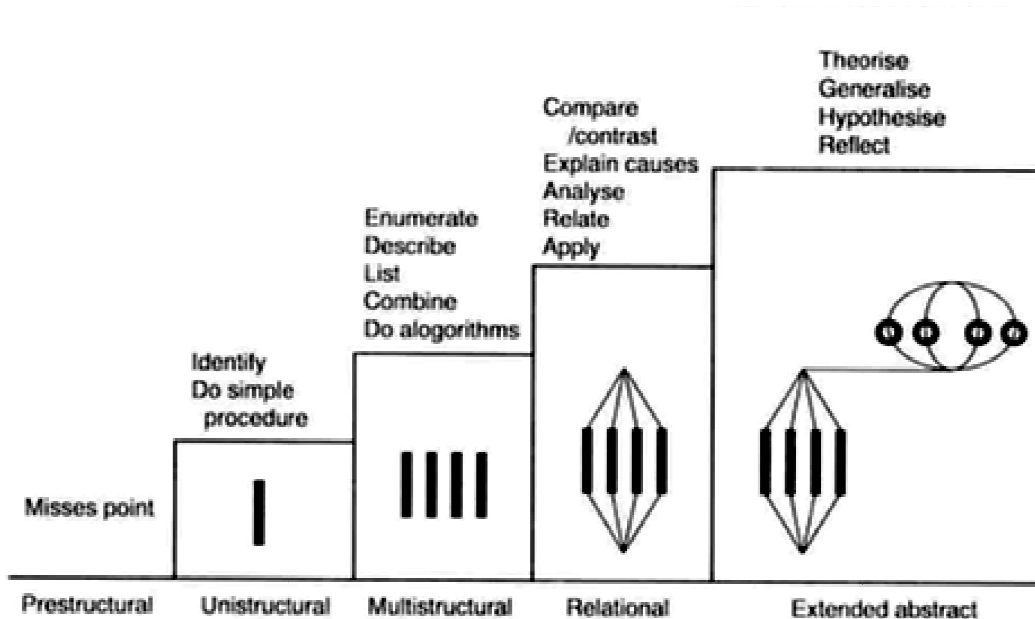 Theorise
Generalise
Hypothesise
Reflect
Compare
/contrast
Explain causes
Analyse
Relate
Apply
Enumerate
Describe
List
Combine
Do alogorithms
Identify
Do simple
procedure
Misses point
Prestructural
Unistructural
Multistructural
Relational
Extended abstract